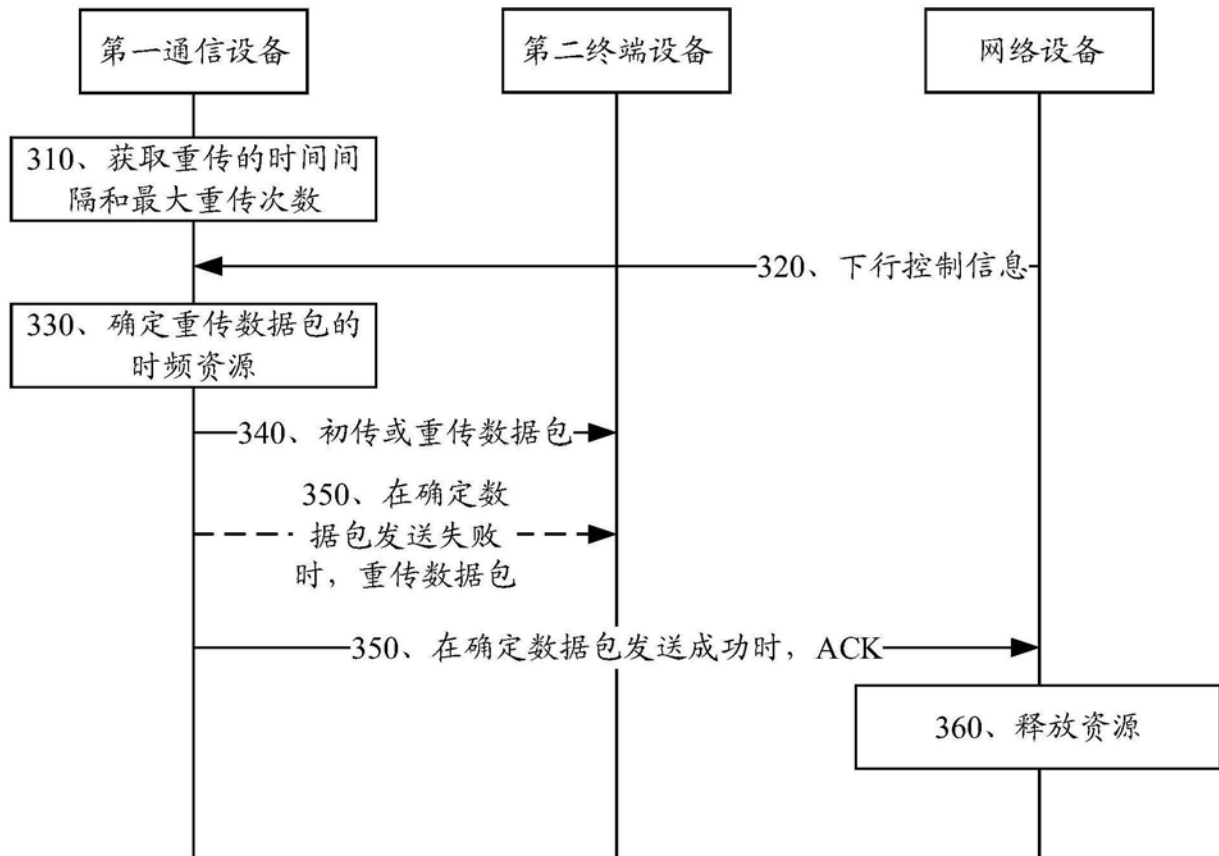 第一通信设备
第二终端设备
网络设备
310、获取重传的时间间
隔和最大重传次数
320、下行控制信息
330、确定重传数据包的
时频资源
340、初传或重传数据包
350、在确定数
据包发送失败
时，重传数据包
350、在确定数据包发送成功时，ACK
360、释放资源